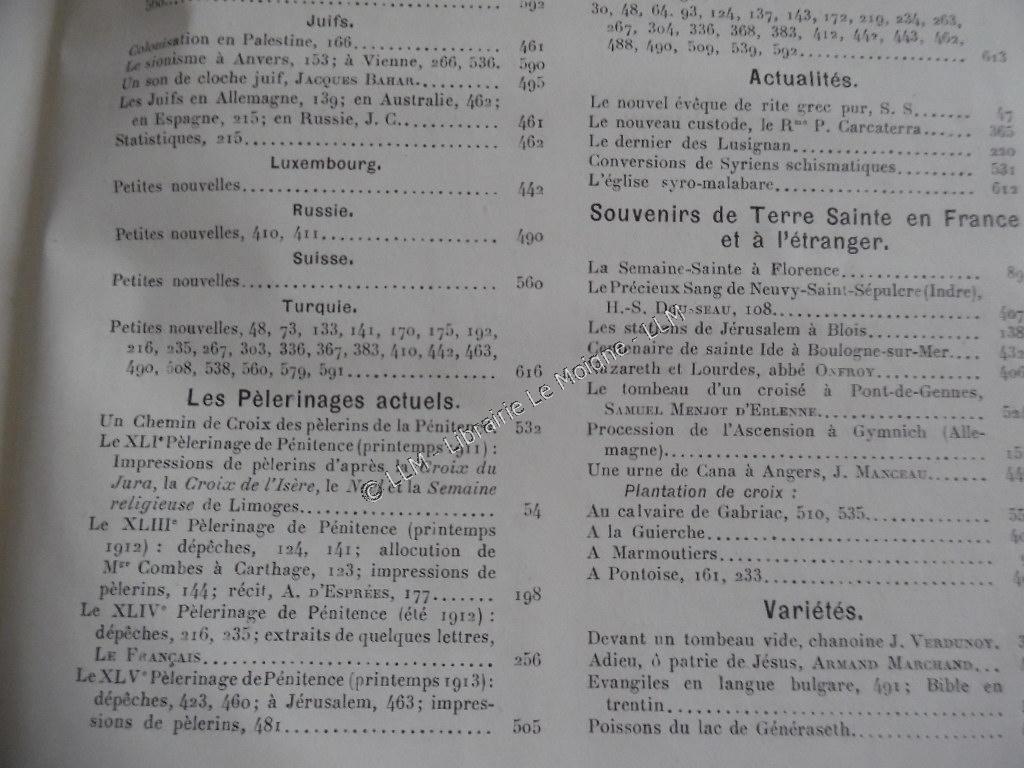 592
Juifs.
Colonisation en Palestine, 166 461
Le sionisme à Anvers, 153; à Vienne, 266, 536. 590
Un son de cloche juif, JACQUES BAHAR. 495
Les Juifs en Allemagne, 139; en Australie, 462;
en Espagne, 215; en Russie, J. C. 461
Statistiques, 215 462
Luxembourg.
Petites nouvelles 442
Russie.
Petites nouvelles, 410, 411 490
Suisse.
Petites nouvelles 560
Turquie.
Petites nouvelles, 48, 73, 133, 141, 170, 175, 192,
216, 235, 267, 303, 336, 367, 383, 410, 442, 463,
490, 508, 538, 560, 579, 591 616
Les Pèlerinages actuels.
Un Chemin de Croix des pèlerins de la Pénitence 532
Le XLIe Pèlerinage de Pénitence (printemps 1911) :
Impressions de pèlerins d'après la Croix du
Jura, la Croix de l'Isère, le et la Semaine
religieuse de Limoges 54
Le XLIIIe Pèlerinage de Pénitence (printemps
1912) : dépêches, 124, 141; allocution de
Mgr Combes à Carthage, 123; impressions de
pèlerins, 144; récit, A. D'ESPRÉES, 177 198
Le XLIVe Pèlerinage de Pénitence (été 1912) :
dépêches, 216, 235; extraits de quelques lettres,
LE FRANÇAIS 256
Le XLVe Pèlerinage de Pénitence (printemps 1913) :
dépêches, 423, 460; à Jérusalem, 463; impres-
sions de pèlerins, 481 505
30, 48, 64. 93, 124, 137, 143, 172, 219, 234, 263,
267, 304, 336, 368, 383, 412, 442, 443, 462,
488, 490, 509, 539, 592 613
Actualités.
Le nouvel évêque de rite grec pur, S. S. 47
Le nouveau custode, le Rme P. Carcaterra 365
Le dernier des Lusignan 220
Conversions de Syriens schismatiques 531
L'église syro-malabare 612
Souvenirs de Terre Sainte en France
et à l'étranger.
La Semaine-Sainte à Florence 89
Le Précieux Sang de Neuvy-Saint-Sépulcre (Indre),
H.-S. 108 407
Les stations de Jérusalem à Blois 138
Centenaire de sainte Ide à Boulogne-sur-Mer 432
Nazareth et Lourdes, abbé ONFROY 406
Le tombeau d'un croisé à Pont-de-Gennes,
SAMUEL MENJOT D'ELBENNE
Procession de l'Ascension à Gymnich (Alle-
magne)
Une urne de Cana à Angers, J. MANCEAU
Plantation de croix :
Au calvaire de Gabriac, 510, 535
A la Guierche
A Marmoutiers
A Pontoise, 161, 233
Variétés.
Devant un tombeau vide, chanoine J. VERDUNOY.
Adieu, ô patrie de Jésus, ARMAND MARCHAND
Evangiles en langue bulgare, 491; Bible en
trentin
Poissons du lac de Généraseth
© LLM - Librairie Le Moigne - LLM